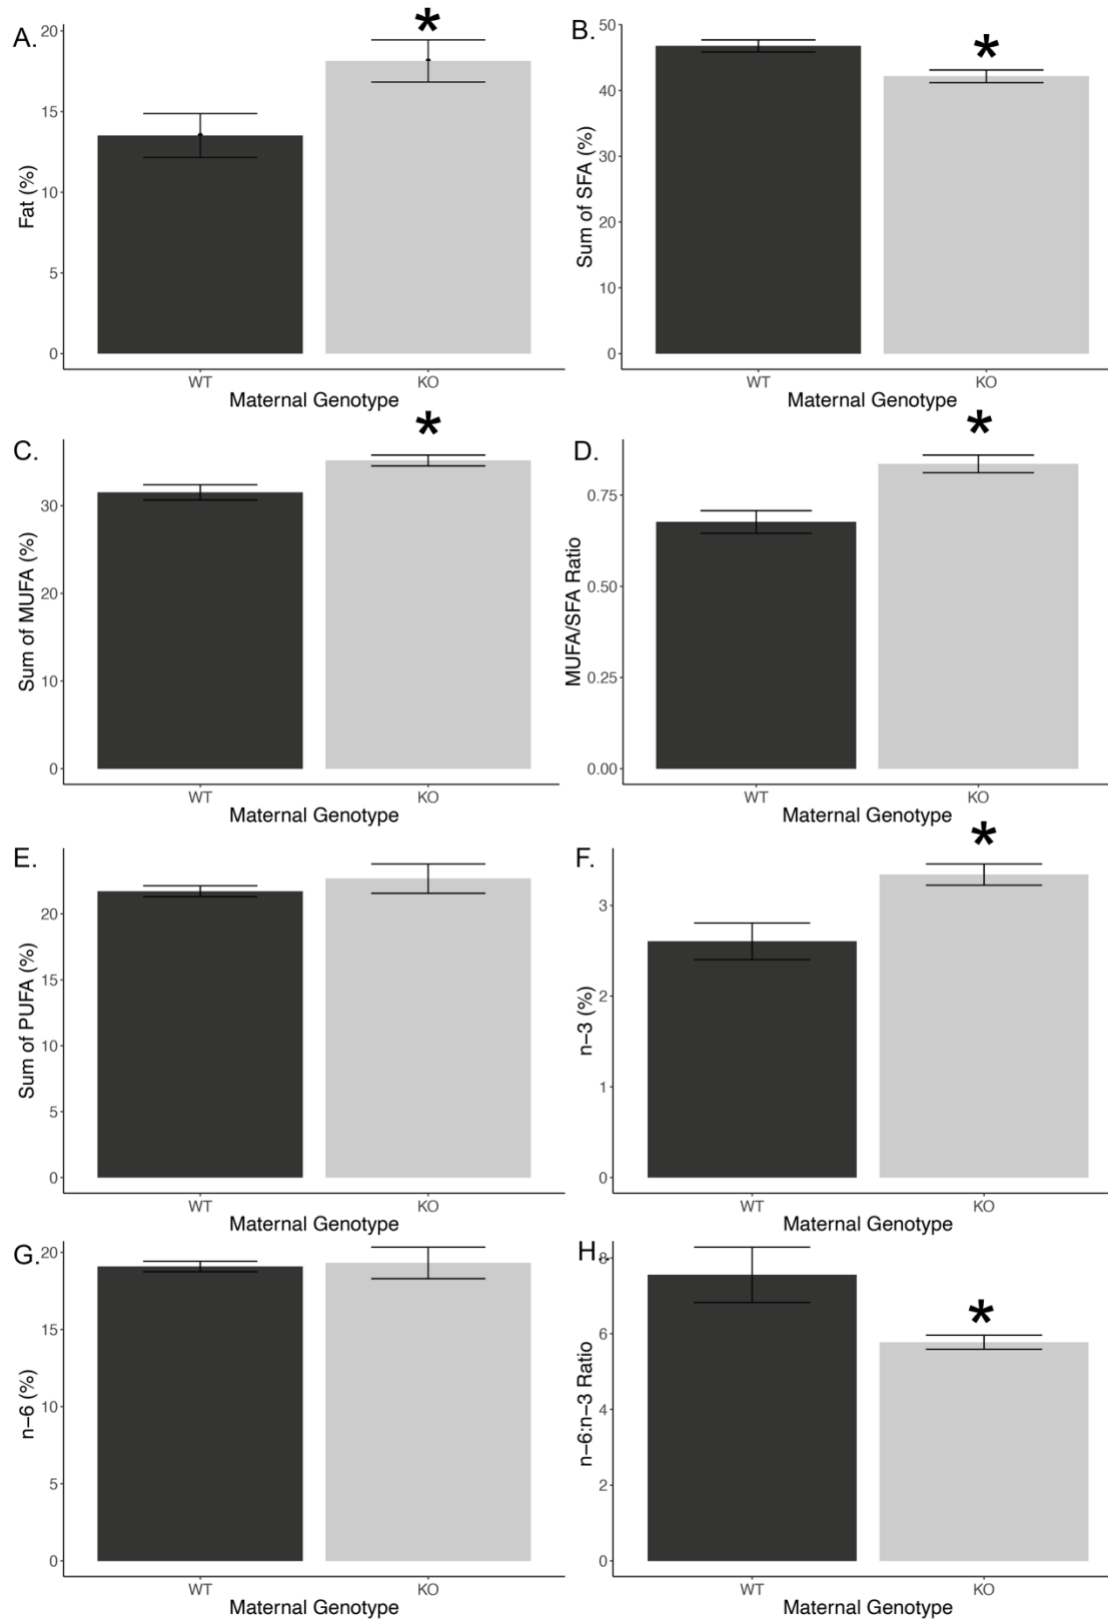 A.
*
Fat (%)
20
15
10
5
0
WT
KO
Maternal Genotype
B.
*
Sum of SFA (%)
50
40
30
20
10
0
WT
KO
Maternal Genotype
C.
*
Sum of MUFA (%)
30
20
10
0
WT
KO
Maternal Genotype
D.
*
MUFA/SFA Ratio
0.75
0.50
0.25
0.00
WT
KO
Maternal Genotype
E.
Sum of PUFA (%)
20
15
10
5
0
WT
KO
Maternal Genotype
F.
*
n−3 (%)
3
2
1
0
WT
KO
Maternal Genotype
G.
n−6 (%)
20
15
10
5
0
WT
KO
Maternal Genotype
H.
*
n−6:n−3 Ratio
8
6
4
2
0
WT
KO
Maternal Genotype